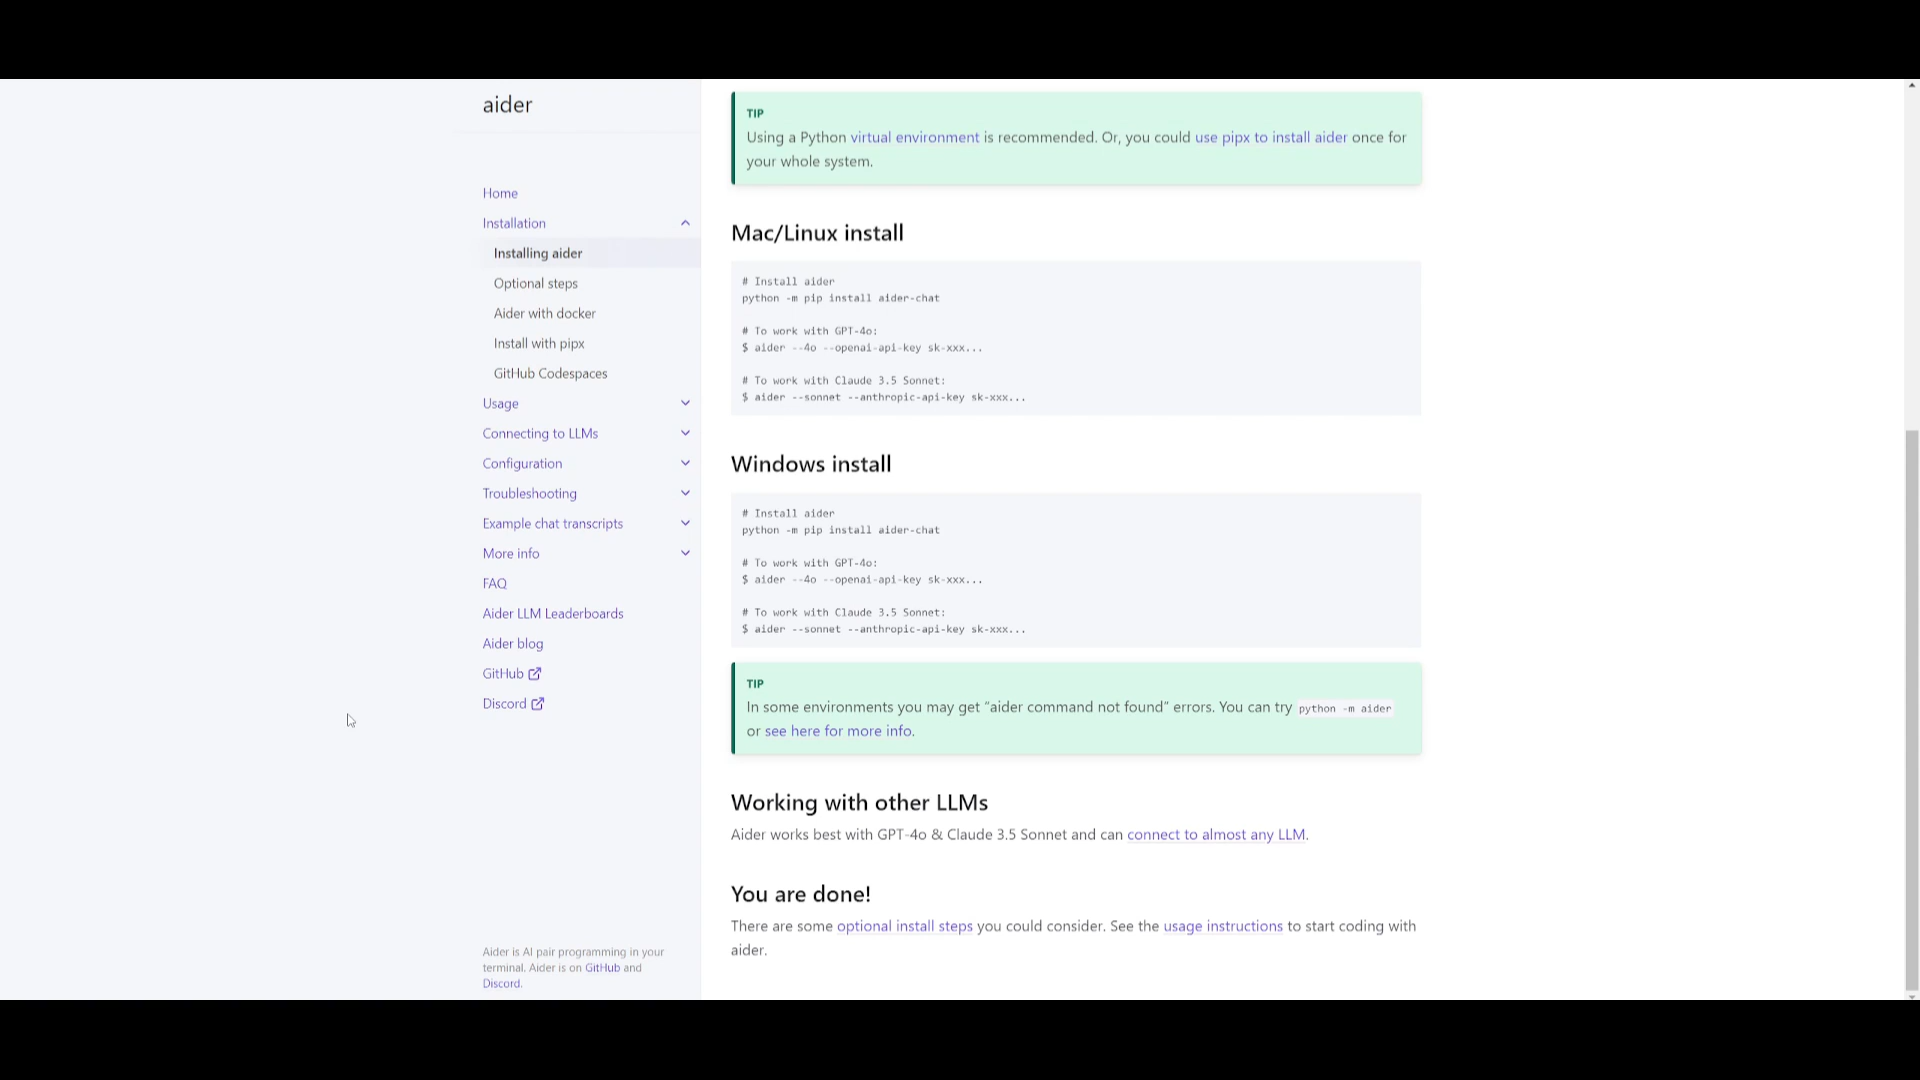 aider
Home
Installation
Installing aider
Optional steps
Aider with docker
Install with pipx
GitHub Codespaces
Usage
Connecting to LLMs
Configuration
Troubleshooting
Example chat transcripts
More info
FAQ
Aider LLM Leaderboards
Aider blog
GitHub
Discord
Aider is AI pair programming in your
terminal. Aider is on GitHub and
Discord.
TIP
Using a Python virtual environment is recommended. Or, you could use pipx to install aider once for
your whole system.
Mac/Linux install
# Install aider
python -m pip install aider-chat
# To work with GPT-4o:
$ aider --4o --openai-api-key sk-xxx...
# To work with Claude 3.5 Sonnet:
$ aider --sonnet --anthropic-api-key sk-xxx...
Windows install
# Install aider
python -m pip install aider-chat
# To work with GPT-4o:
$ aider --4o --openai-api-key sk-xxx...
# To work with Claude 3.5 Sonnet:
$ aider --sonnet --anthropic-api-key sk-xxx...
TIP
In some environments you may get “aider command not found” errors. You can try python -m aider
or see here for more info.
Working with other LLMs
Aider works best with GPT-4o & Claude 3.5 Sonnet and can connect to almost any LLM.
You are done!
There are some optional install steps you could consider. See the usage instructions to start coding with
aider.